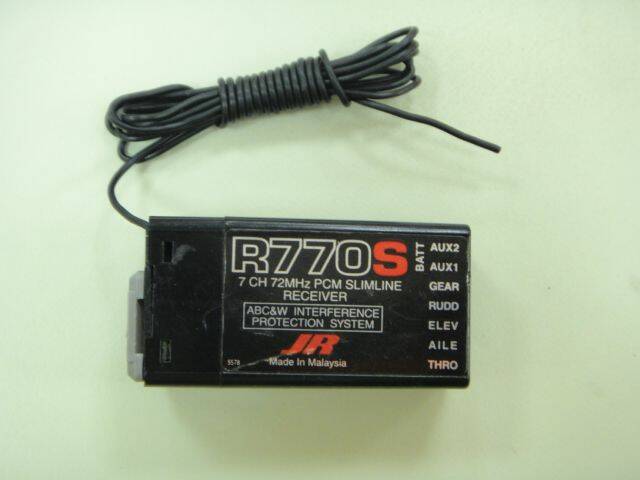 R770S
7 CH 72MHz PCM SLIMLINE
RECEIVER
ABC&W INTERFERENCE
PROTECTION SYSTEM
JR
5578
Made In Malaysia
BATT
AUX2
AUX1
GEAR
RUDD
ELEV
AILE
THRO